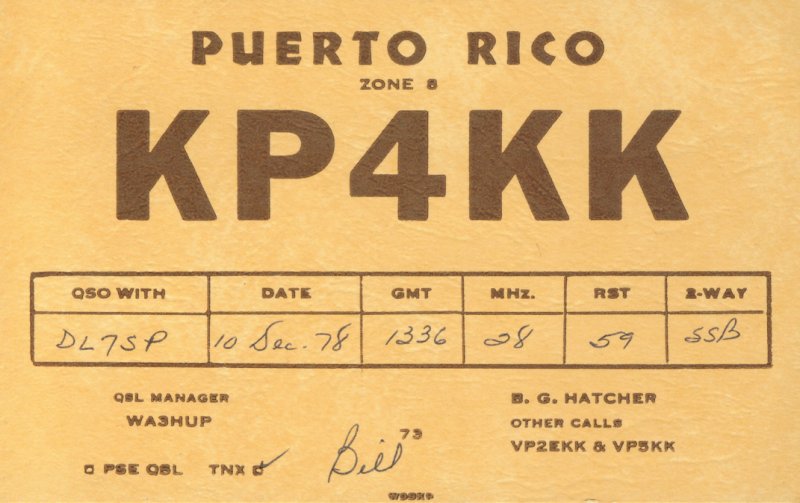 PUERTO RICO
ZONE 8
KP4KK
QSO WITH DATE GMT MHz. RST 2-WAY
DL7SP 10 Dec. 78 1336 28 59 SSB
QSL MANAGER
WA3HUP
B. G. HATCHER
OTHER CALLS
VP2EKK & VP5KK
PSE QSL TNX
73
Bill